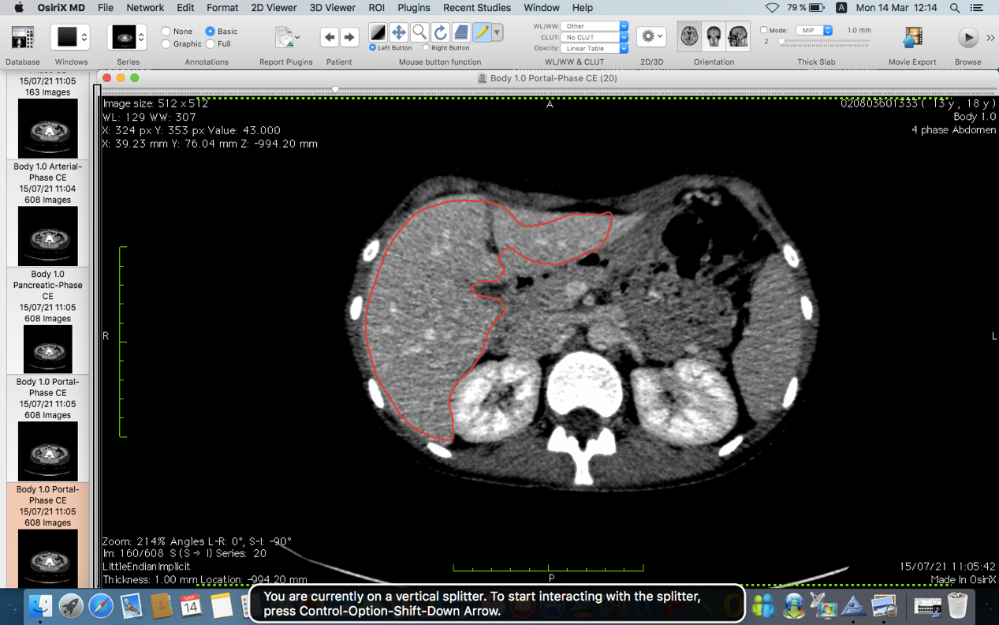 OsiriX MD File Network Edit Format 2D Viewer 3D Viewer ROI Plugins Recent Studies Window Help 79 % A Mon 14 Mar 12:14
None Basic
Graphic Full
WL/WW: Other
CLUT: No CLUT
Opacity: Linear Table
Mode: MIP 1.0 mm
2
Left Button Right Button
Database Windows Series Annotations Report Plugins Patient Mouse button function WL/WW & CLUT 2D/3D Orientation Thick Slab Movie Export Browse
Phase CE
15/07/21 11:05
163 Images
Body 1.0 Arterial-
Phase CE
15/07/21 11:04
608 Images
Body 1.0
Pancreatic-Phase
CE
15/07/21 11:05
608 Images
Body 1.0 Portal-
Phase CE
15/07/21 11:05
608 Images
Body 1.0 Portal-
Phase CE
15/07/21 11:05
608 Images
Body 1.0 Portal-Phase CE (20)
Image size: 512 x 512
WL: 129 WW: 307
X: 324 px Y: 353 px Value: 43.000
X: 39.23 mm Y: 76.04 mm Z: -994.20 mm
A
020803601333 ( 13 y , 18 y )
Body 1.0
4 phase Abdomen
R
L
Zoom: 214% Angles L-R: 0°, S-I: -90°
Im: 160/608 S (S -> I) Series: 20
LittleEndianImplicit
Thickness: 1.00 mm Location: -994.20 mm
P
15/07/21 11:05:42
Made In OsiriX
MAR
14
You are currently on a vertical splitter. To start interacting with the splitter,
press Control-Option-Shift-Down Arrow.